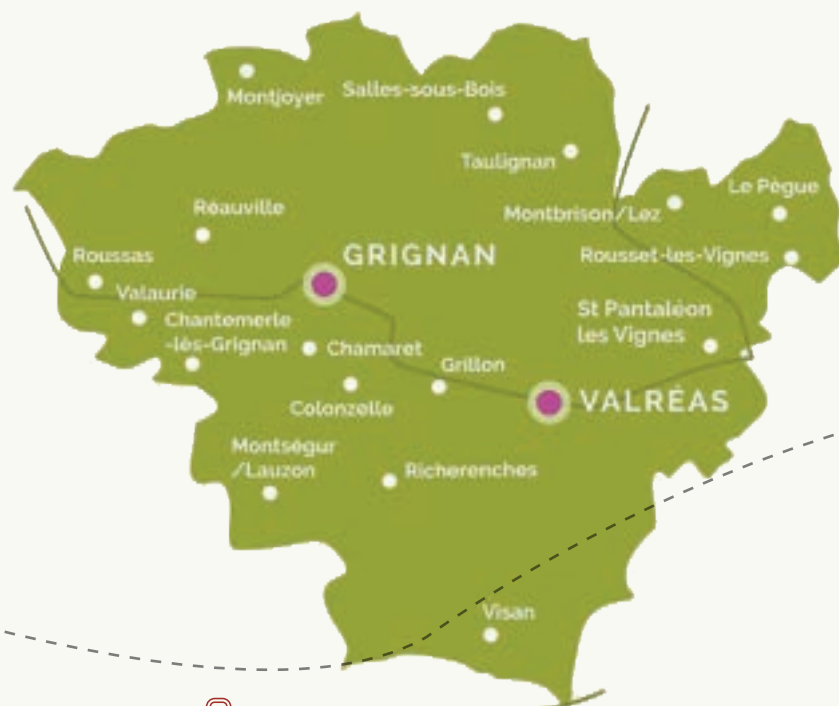 Montjoyer
Salles-sous-Bois
Taulignan
Le Pègue
Réauville
Montbrison/Lez
GRIGNAN
Roussas
Rousset-les-Vignes
Valaurie
St Pantaléon
les Vignes
Chantemerle
-lès-Grignan
Chamaret
Grillon
VALRÉAS
Colonzelle
Montségur
/Lauzon
Richerenches
Visan